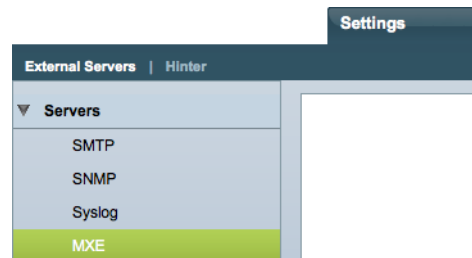 Settings
External Servers | Hinter
Servers
SMTP
SNMP
Syslog
MXE